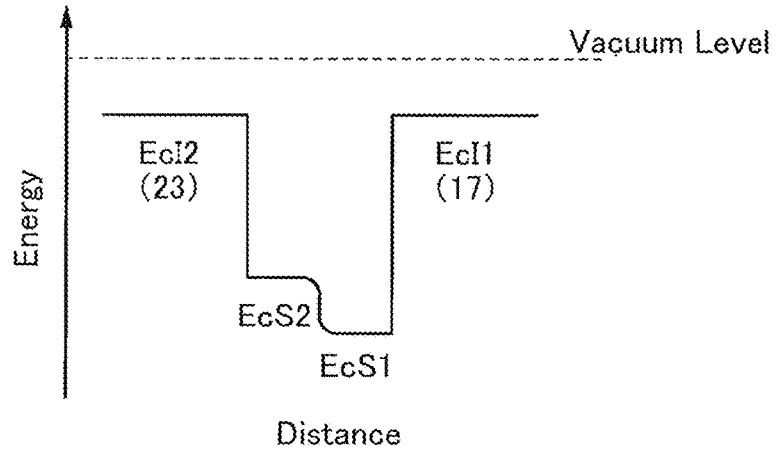 Vacuum Level
EcI2
(23)
EcI1
(17)
Energy
EcS2
EcS1
Distance